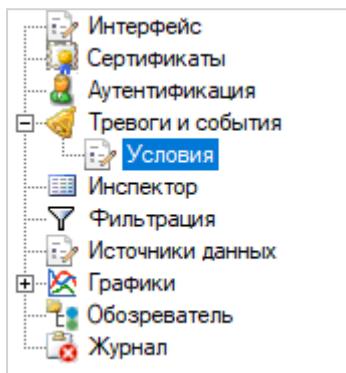 Интерфейс
Сертификаты
Аутентификация
Тревоги и события
Условия
Инспектор
Фильтрация
Источники данных
Графики
Обозреватель
Журнал